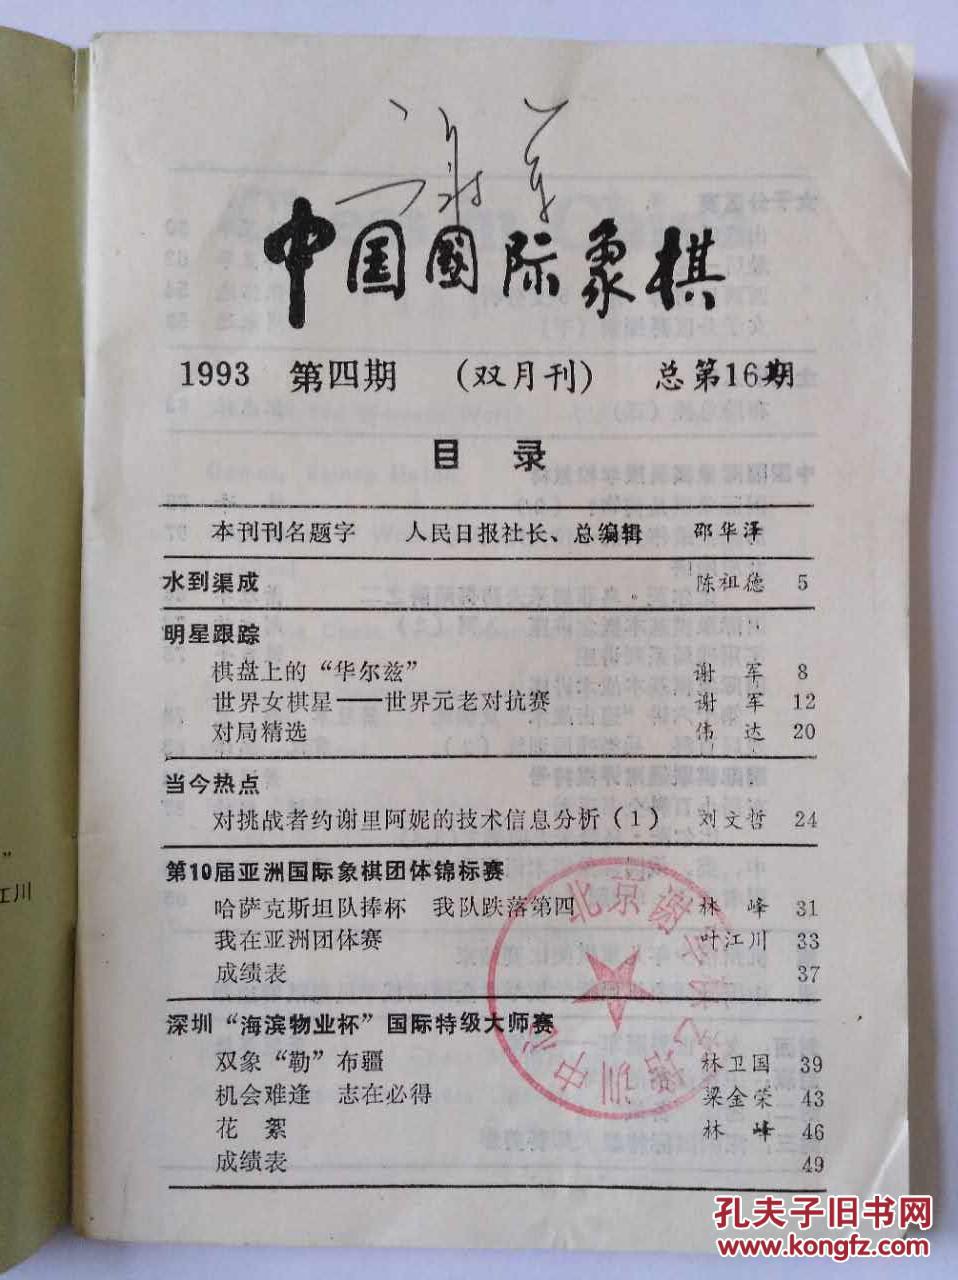 谢军
中国國际象棋
1993 第四期 (双月刊) 总第16期
目 录
本刊刊名题字 人民日报社长、总编辑 邵华泽
水到渠成 陈祖德 5
明星跟踪
棋盘上的“华尔兹” 谢 军 8
世界女棋星——世界元老对抗赛 谢 军 12
对局精选 伟 达 20
当今热点
对挑战者约谢里阿妮的技术信息分析(1) 刘文哲 24
第10届亚洲国际象棋团体锦标赛
哈萨克斯坦队捧杯 我队跌落第四 林 峰 31
我在亚洲团体赛 叶江川 33
成绩表 37
深圳“海滨物业杯”国际特级大师赛
双象“勒”布疆 林卫国 39
机会难逢 志在必得 梁金荣 43
花 絮 林 峰 46
成绩表 49
”
江川
北京谢军
孔夫子旧书网
www.kongfz.com